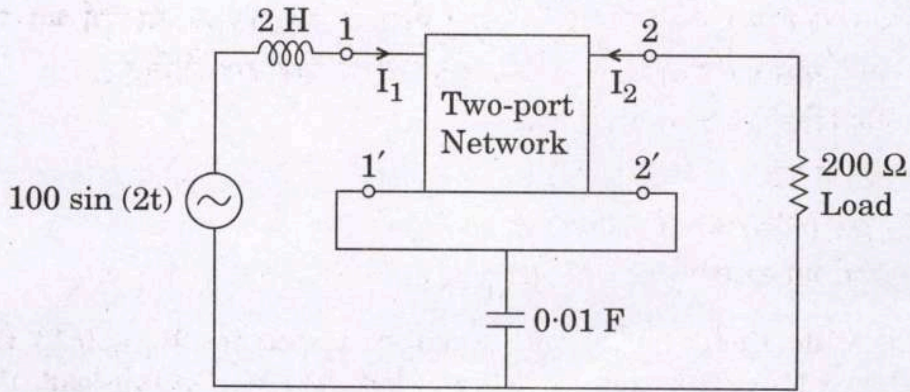 2 H
1
2
I₁
I₂
Two-port
Network
1′
2′
100 sin (2t)
200 Ω
Load
0·01 F